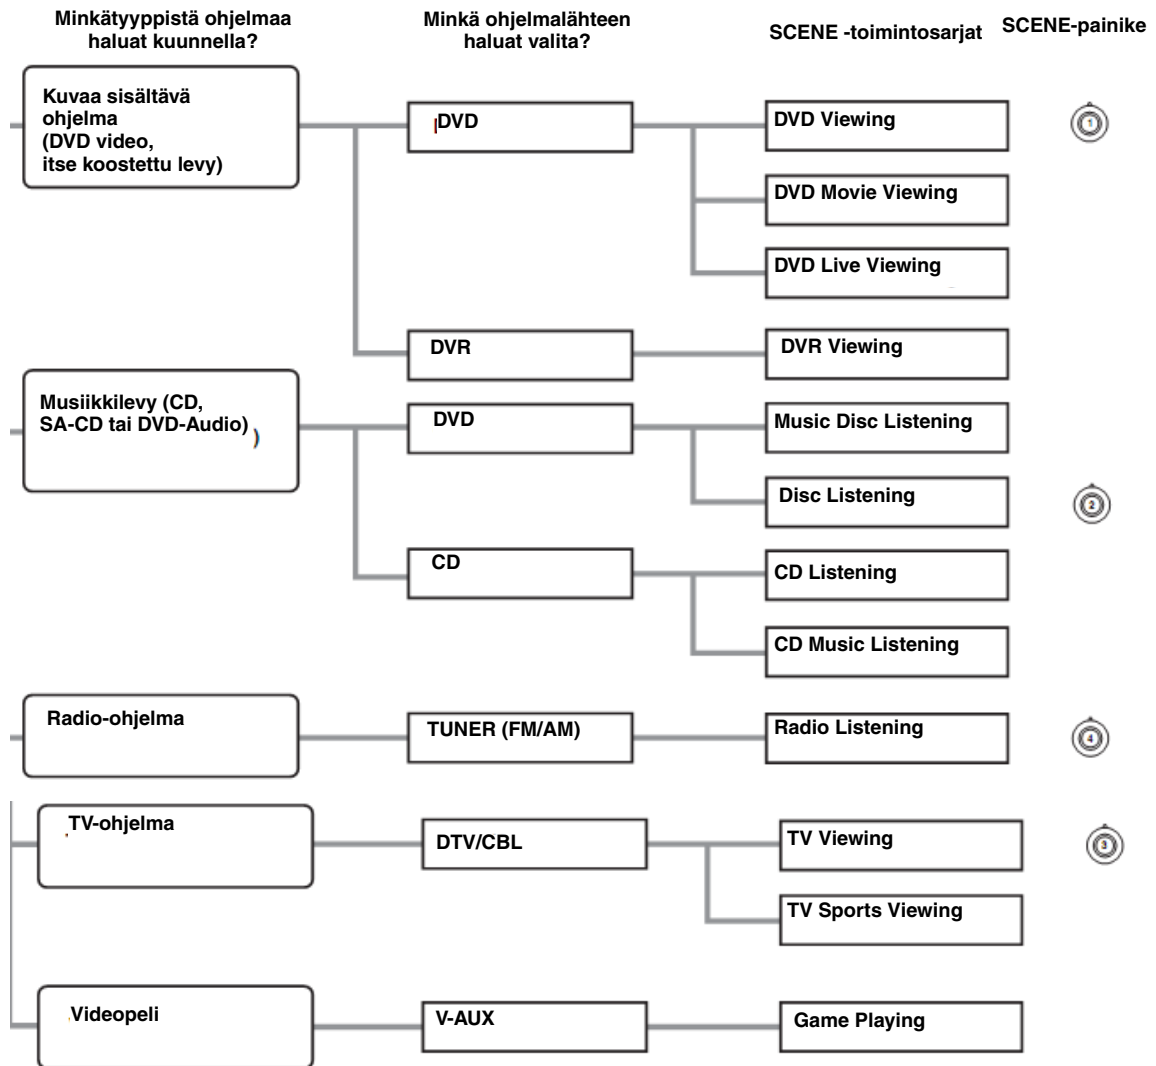 Minkätyyppistä ohjelmaa
haluat kuunnella?
Minkä ohjelmalähteen
haluat valita?
SCENE -toimintosarjat
SCENE-painike
Kuvaa sisältävä
ohjelma
(DVD video,
itse koostettu levy)
DVD
DVD Viewing
1
DVD Movie Viewing
DVD Live Viewing
DVR
DVR Viewing
Musiikkilevy (CD,
SA-CD tai DVD-Audio) )
DVD
Music Disc Listening
Disc Listening
2
CD
CD Listening
CD Music Listening
Radio-ohjelma
TUNER (FM/AM)
Radio Listening
4
TV-ohjelma
DTV/CBL
TV Viewing
3
TV Sports Viewing
Videopeli
V-AUX
Game Playing